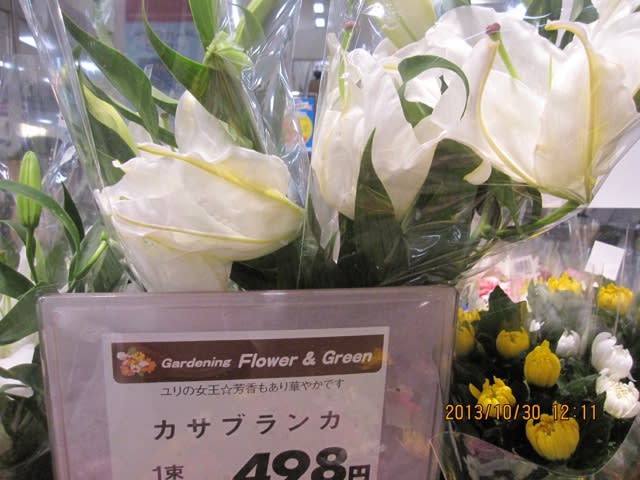 Gardening Flower & Green
ユリの女王☆芳香もあり華やかです
カサブランカ
1束 498円
2013/10/30 12:11